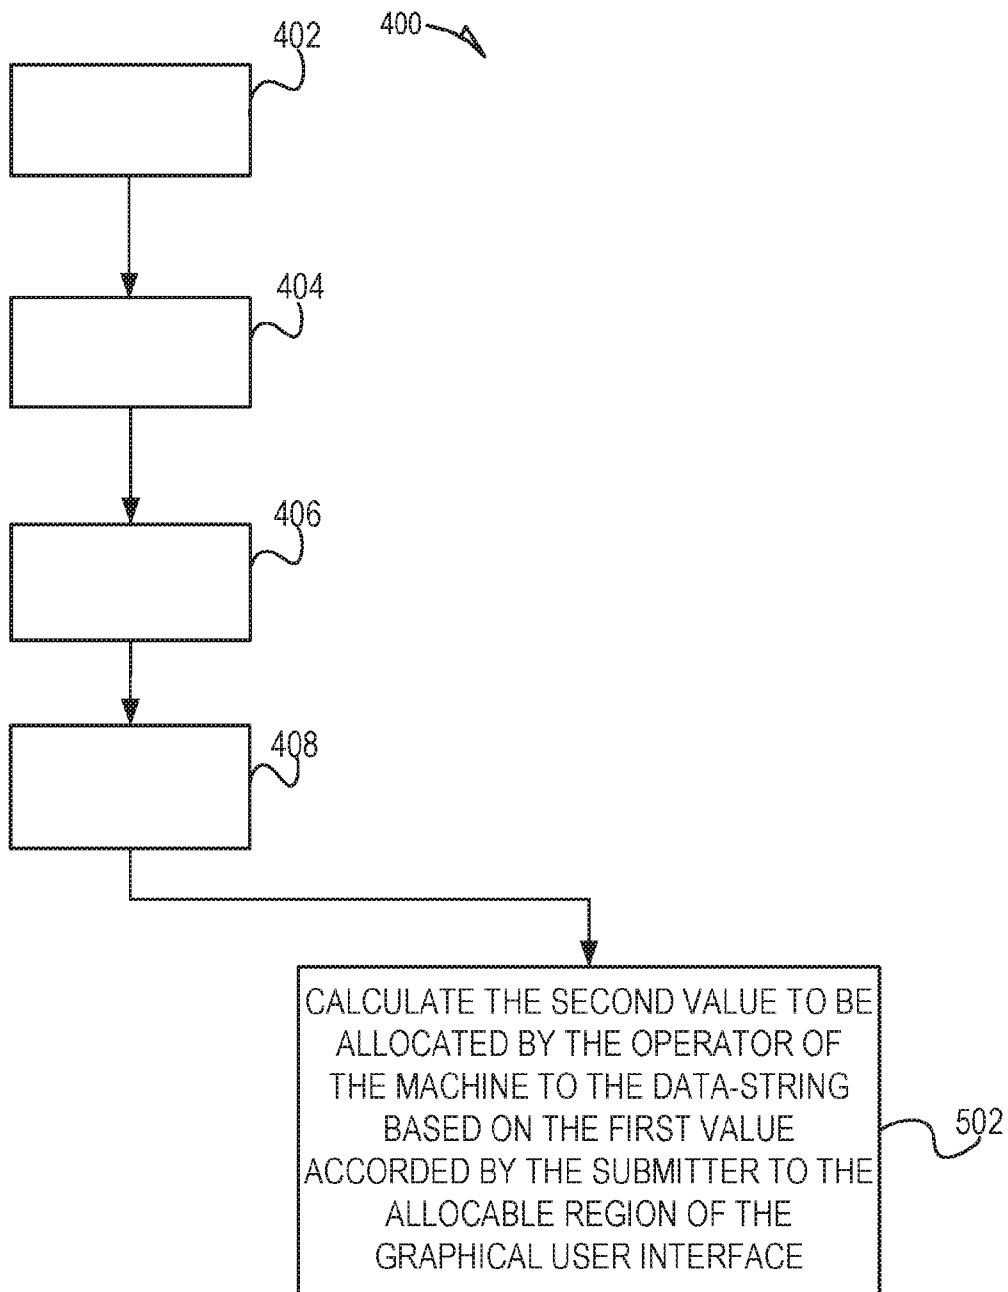 400
402
404
406
408
CALCULATE THE SECOND VALUE TO BE
ALLOCATED BY THE OPERATOR OF
THE MACHINE TO THE DATA-STRING
BASED ON THE FIRST VALUE
ACCORDED BY THE SUBMITTER TO THE
ALLOCABLE REGION OF THE
GRAPHICAL USER INTERFACE
502